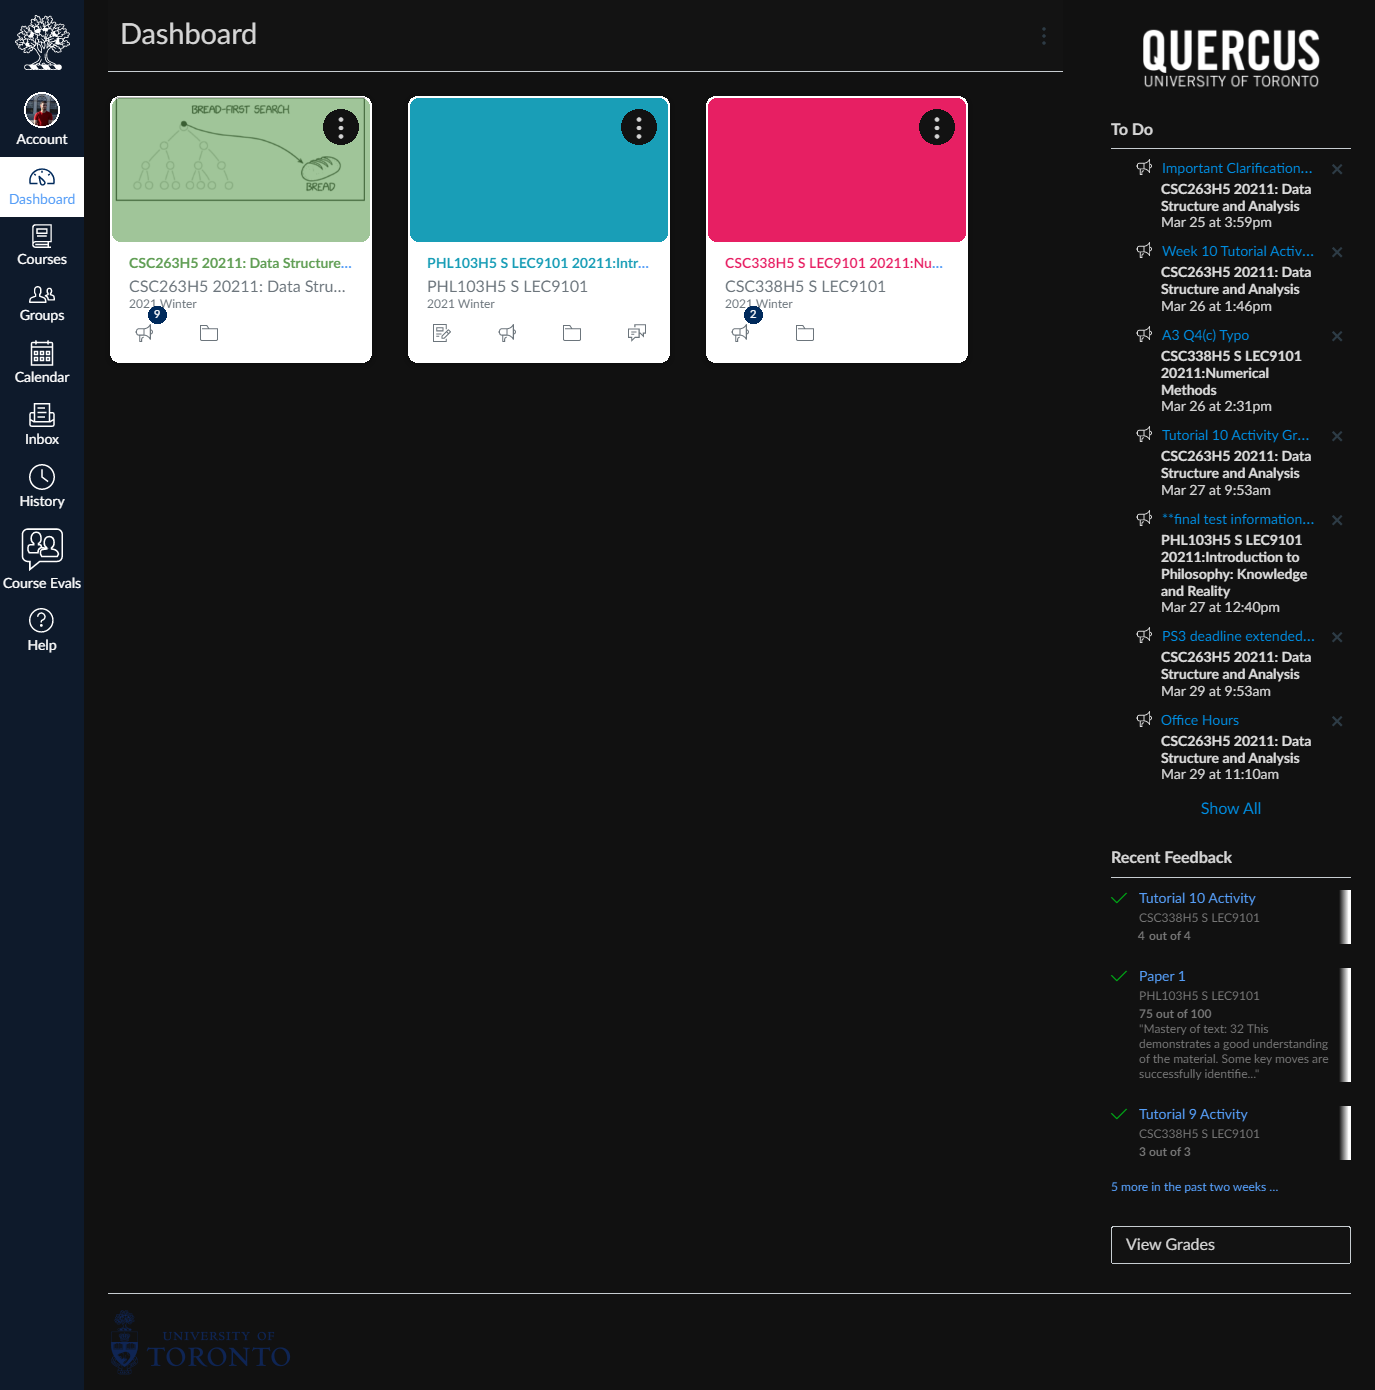 Account
Dashboard
Courses
Groups
Calendar
Inbox
History
Course Evals
Help
Dashboard
BREAD-FIRST SEARCH
BREAD
CSC263H5 20211: Data Structure...
CSC263H5 20211: Data Stru...
2021 Winter
9
PHL103H5 S LEC9101 20211:Intr...
PHL103H5 S LEC9101
2021 Winter
CSC338H5 S LEC9101 20211:Nu...
CSC338H5 S LEC9101
2021 Winter
2
QUERCUS
UNIVERSITY OF TORONTO
To Do
Important Clarification...
CSC263H5 20211: Data
Structure and Analysis
Mar 25 at 3:59pm
Week 10 Tutorial Activ...
CSC263H5 20211: Data
Structure and Analysis
Mar 26 at 1:46pm
A3 Q4(c) Typo
CSC338H5 S LEC9101
20211:Numerical
Methods
Mar 26 at 2:31pm
Tutorial 10 Activity Gr...
CSC263H5 20211: Data
Structure and Analysis
Mar 27 at 9:53am
**final test information...
PHL103H5 S LEC9101
20211:Introduction to
Philosophy: Knowledge
and Reality
Mar 27 at 12:40pm
PS3 deadline extended...
CSC263H5 20211: Data
Structure and Analysis
Mar 29 at 9:53am
Office Hours
CSC263H5 20211: Data
Structure and Analysis
Mar 29 at 11:10am
Show All
Recent Feedback
Tutorial 10 Activity
CSC338H5 S LEC9101
4 out of 4
Paper 1
PHL103H5 S LEC9101
75 out of 100
"Mastery of text: 32 This
demonstrates a good understanding
of the material. Some key moves are
successfully identifie..."
Tutorial 9 Activity
CSC338H5 S LEC9101
3 out of 3
5 more in the past two weeks ...
View Grades
UNIVERSITY OF
TORONTO